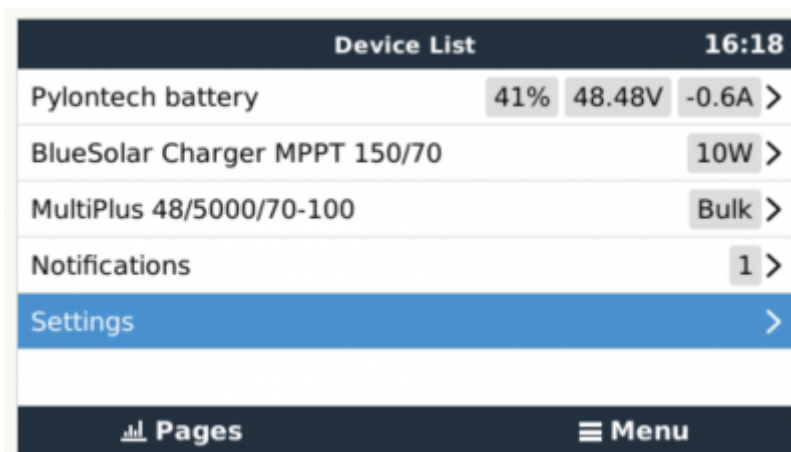 Device List 16:18
Pylontech battery 41% 48.48V -0.6A
BlueSolar Charger MPPT 150/70 10W
MultiPlus 48/5000/70-100 Bulk
Notifications 1
Settings
Pages Menu